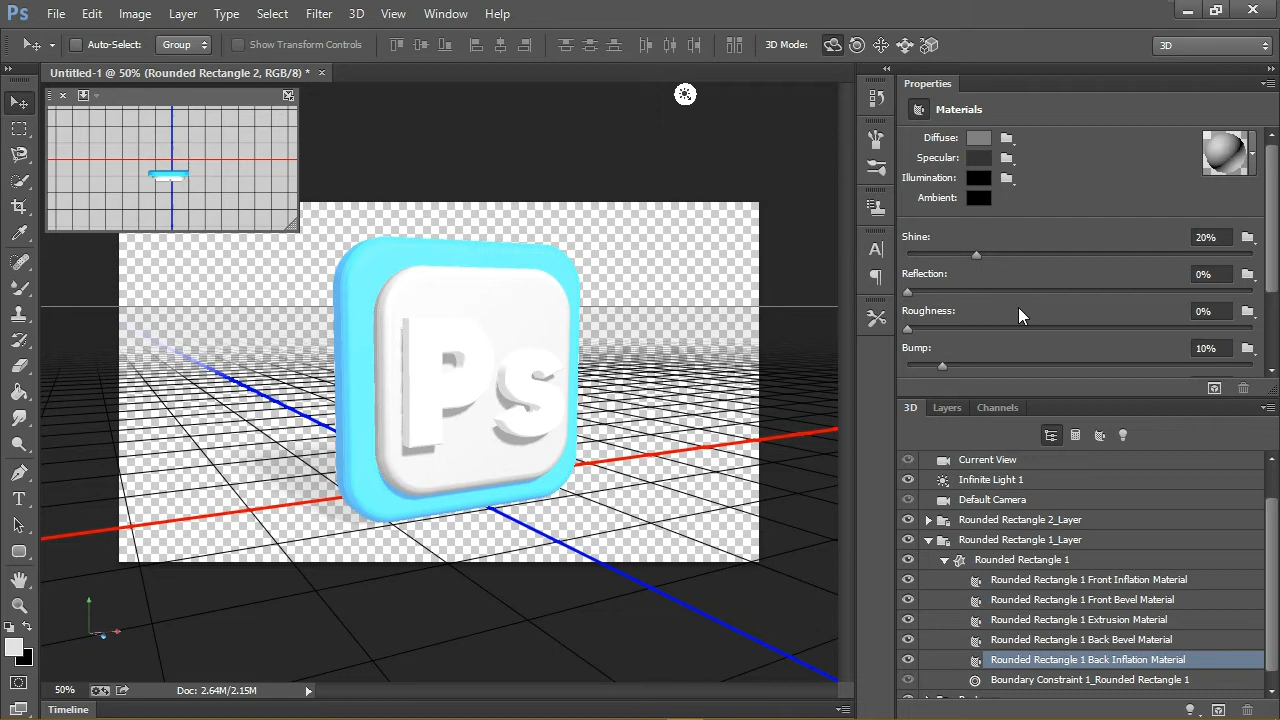 Ps File Edit Image Layer Type Select Filter 3D View Window Help
Auto-Select: Group Show Transform Controls 3D Mode: 3D
Untitled-1 @ 50% (Rounded Rectangle 2, RGB/8) *
Properties
Materials
Diffuse:
Specular:
Illumination:
Ambient:
Shine: 20%
Reflection: 0%
Roughness: 0%
Bump: 10%
Ps
3D Layers Channels
Current View
Infinite Light 1
Default Camera
Rounded Rectangle 2_Layer
Rounded Rectangle 1_Layer
Rounded Rectangle 1
Rounded Rectangle 1 Front Inflation Material
Rounded Rectangle 1 Front Bevel Material
Rounded Rectangle 1 Extrusion Material
Rounded Rectangle 1 Back Bevel Material
Rounded Rectangle 1 Back Inflation Material
Boundary Constraint 1_Rounded Rectangle 1
50% Doc: 2.64M/2.15M
Timeline